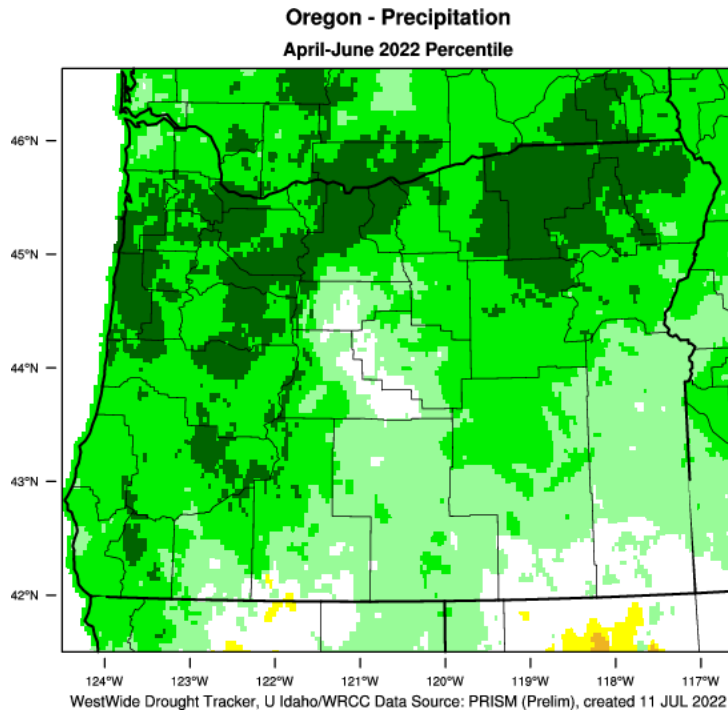 Oregon - Precipitation
April-June 2022 Percentile
46°N
45°N
44°N
43°N
42°N
124°W 123°W 122°W 121°W 120°W 119°W 118°W 117°W
WestWide Drought Tracker, U Idaho/WRCC Data Source: PRISM (Prelim), created 11 JUL 2022